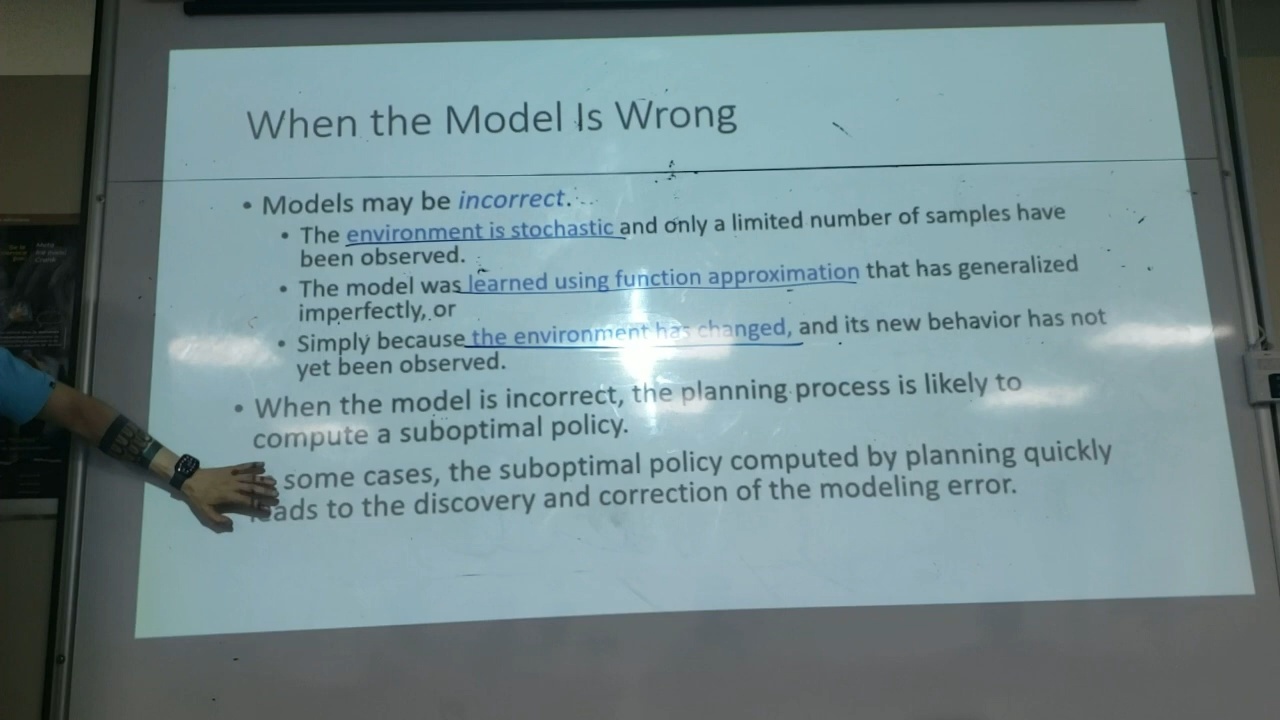 When the Model Is Wrong
• Models may be incorrect.
• The environment is stochastic and only a limited number of samples have
been observed.
• The model was learned using function approximation that has generalized
imperfectly, or
• Simply because the environment has changed, and its new behavior has not
yet been observed.
• When the model is incorrect, the planning process is likely to
compute a suboptimal policy.
some cases, the suboptimal policy computed by planning quickly
to the discovery and correction of the modeling error.